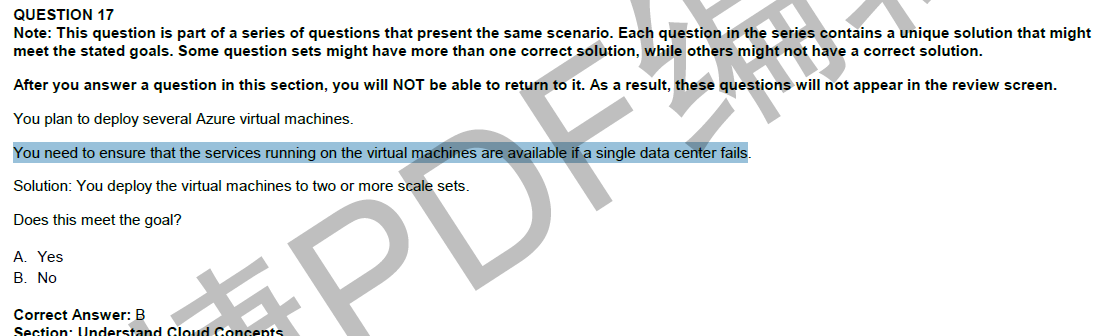 QUESTION 17
Note: This question is part of a series of questions that present the same scenario. Each question in the series contains a unique solution that might
meet the stated goals. Some question sets might have more than one correct solution, while others might not have a correct solution.
After you answer a question in this section, you will NOT be able to return to it. As a result, these questions will not appear in the review screen.
You plan to deploy several Azure virtual machines.
You need to ensure that the services running on the virtual machines are available if a single data center fails.
Solution: You deploy the virtual machines to two or more scale sets.
Does this meet the goal?
A. Yes
B. No
Correct Answer: B
Section: Understand Cloud Concepts
PDF编